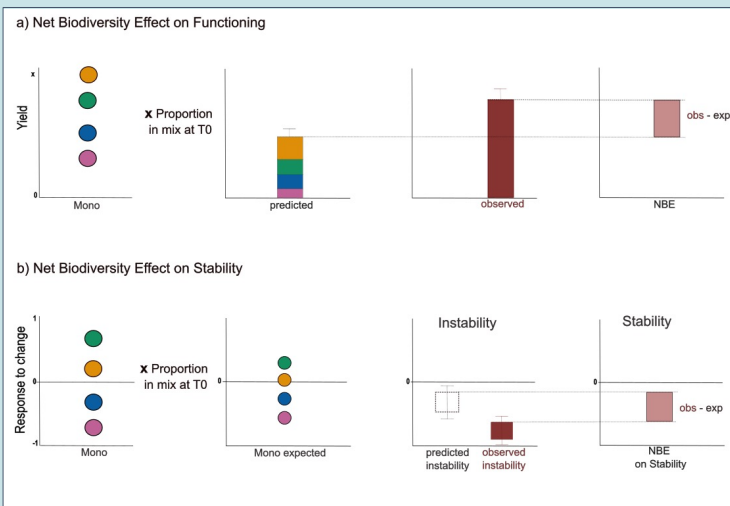 a) Net Biodiversity Effect on Functioning
x
Yield
0
Mono
x Proportion
in mix at T0
predicted
observed
obs - exp
NBE
b) Net Biodiversity Effect on Stability
1
Response to change
0
-1
Mono
x Proportion
in mix at T0
0
Mono expected
Instability
0
predicted
instability
observed
instability
Stability
0
obs - exp
NBE
on Stability